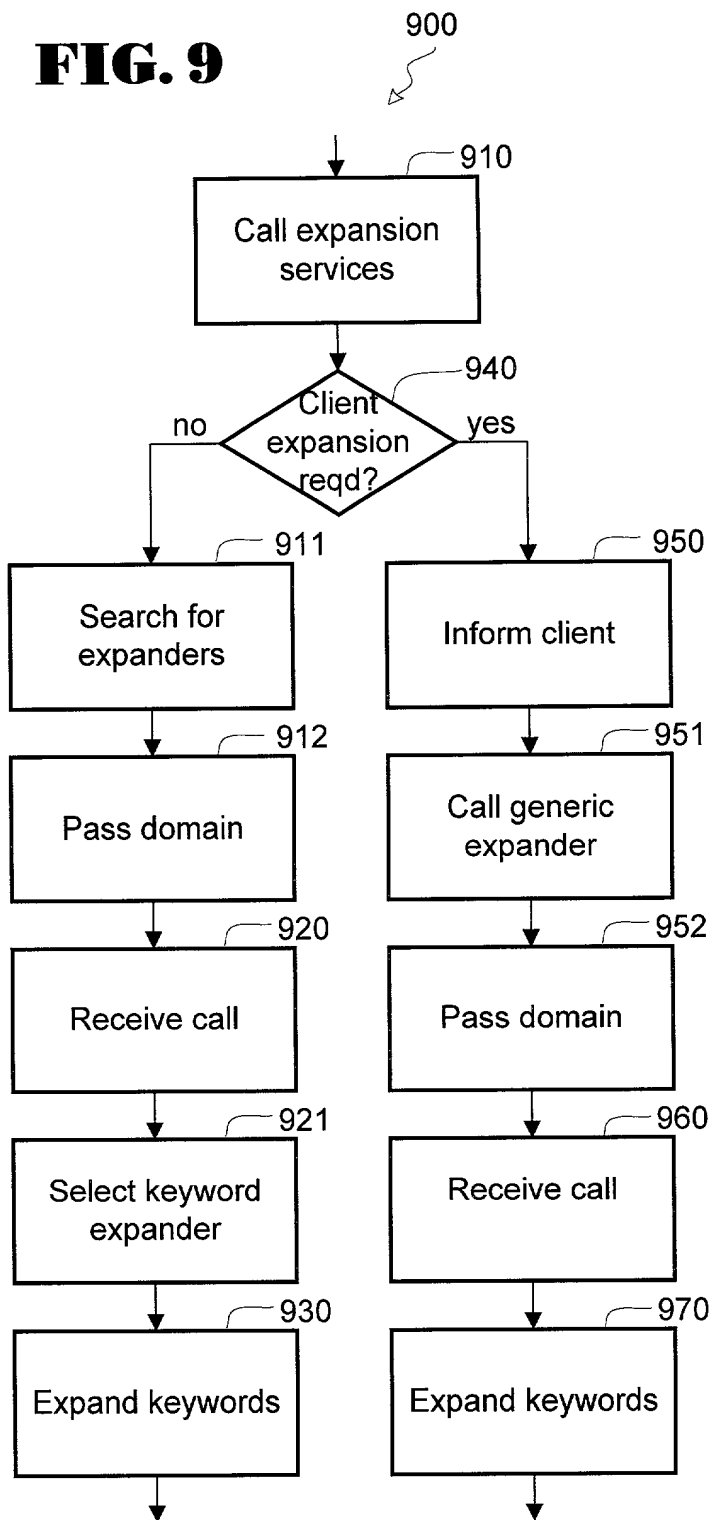 FIG. 9
900
910
Call expansion
services
940
Client
expansion
reqd?
no
yes
911
Search for
expanders
950
Inform client
912
Pass domain
951
Call generic
expander
920
Receive call
952
Pass domain
921
Select keyword
expander
960
Receive call
930
Expand keywords
970
Expand keywords